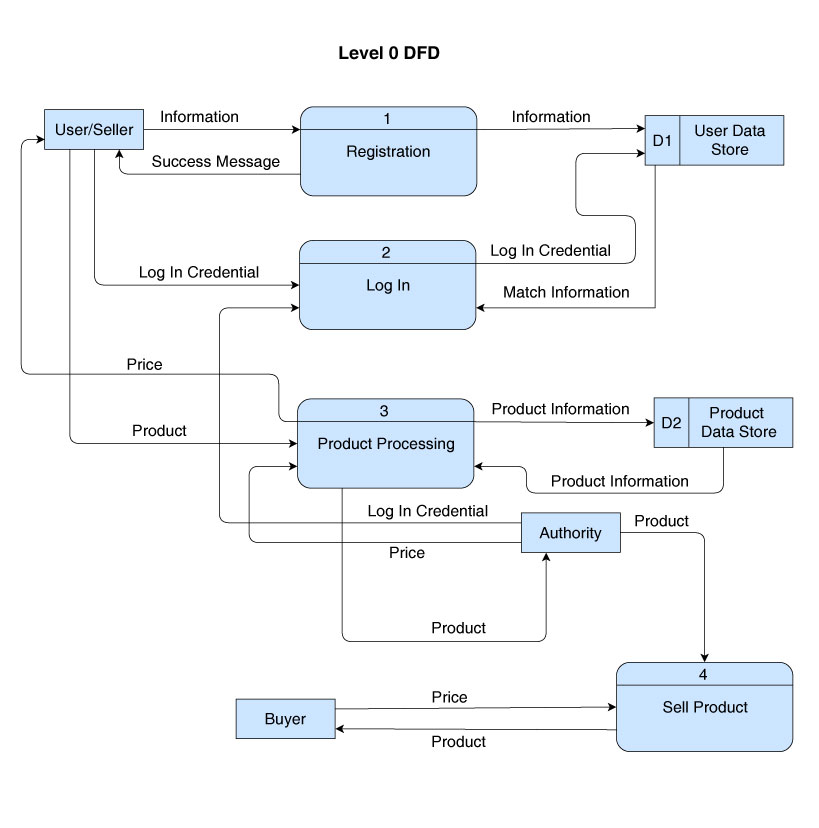 Level 0 DFD
User/Seller
Information
1
Registration
Information
D1
User Data
Store
Success Message
2
Log In
Log In Credential
Log In Credential
Match Information
Price
3
Product Processing
Product Information
D2
Product
Data Store
Product
Product Information
Log In Credential
Authority
Product
Price
Product
4
Sell Product
Buyer
Price
Product